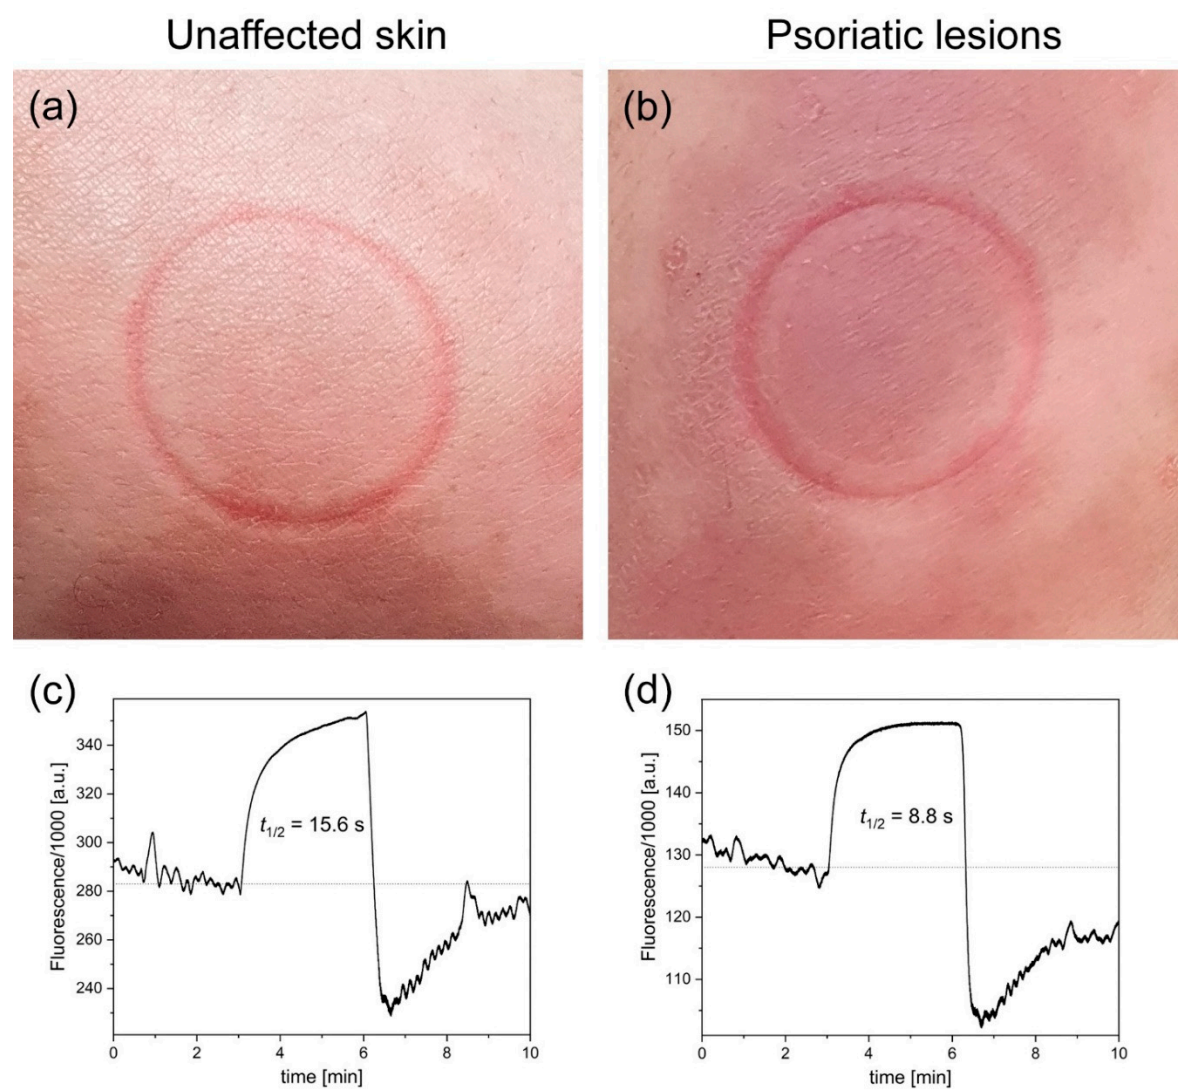 Unaffected skin
Psoriatic lesions
(a)
(b)
(c)
Fluorescence/1000 [a.u.]
340
320
300
280
260
240
t1/2 = 15.6 s
0 2 4 6 8 10
time [min]
(d)
Fluorescence/1000 [a.u.]
150
140
130
120
110
t1/2 = 8.8 s
0 2 4 6 8 10
time [min]